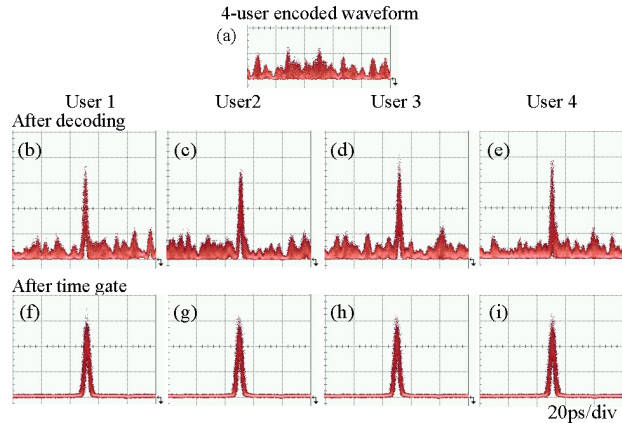 4-user encoded waveform
(a)
User 1 User2 User 3 User 4
After decoding
(b) (c) (d) (e)
After time gate
(f) (g) (h) (i)
20ps/div